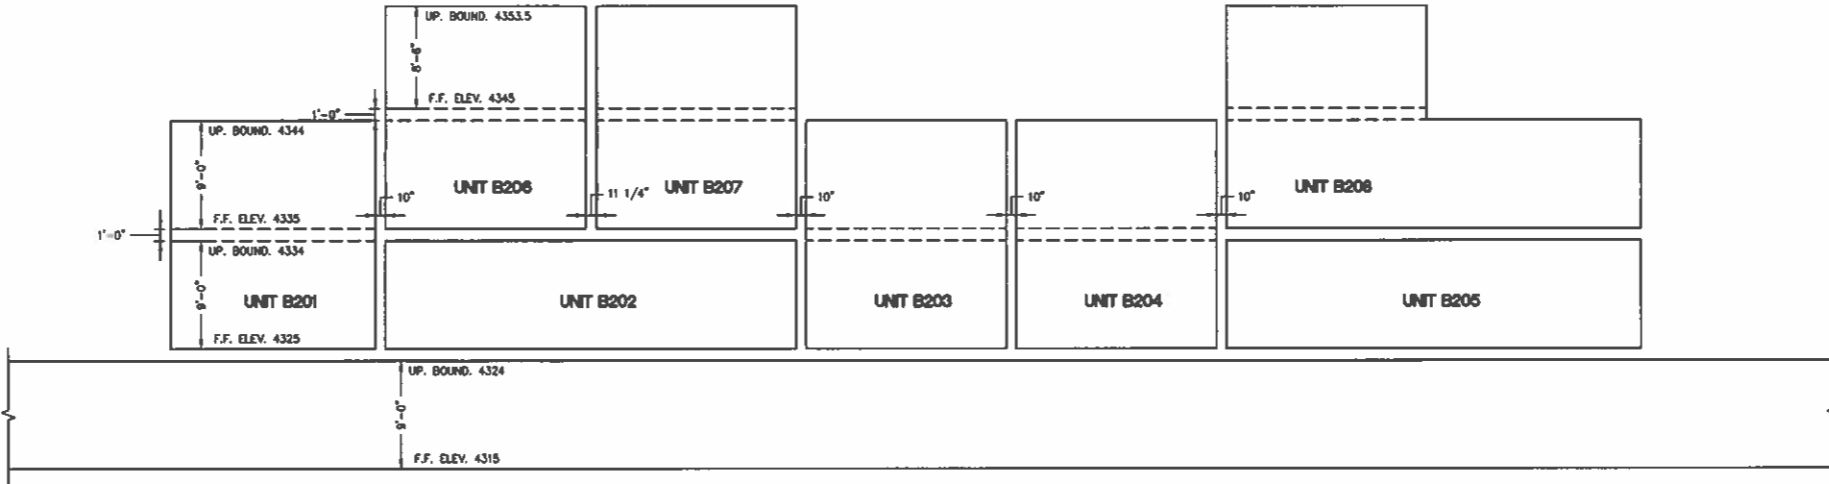 UP. BOUND. 4353.5
8'-6"
F.F. ELEV. 4345
1'-0"
UP. BOUND. 4344
9'-0"
UNIT B206
UNIT B207
UNIT B208
10"
11 1/4"
10"
10"
10"
F.F. ELEV. 4335
1'-0"
UP. BOUND. 4334
9'-0"
UNIT B201
UNIT B202
UNIT B203
UNIT B204
UNIT B205
F.F. ELEV. 4325
UP. BOUND. 4324
9'-0"
F.F. ELEV. 4315